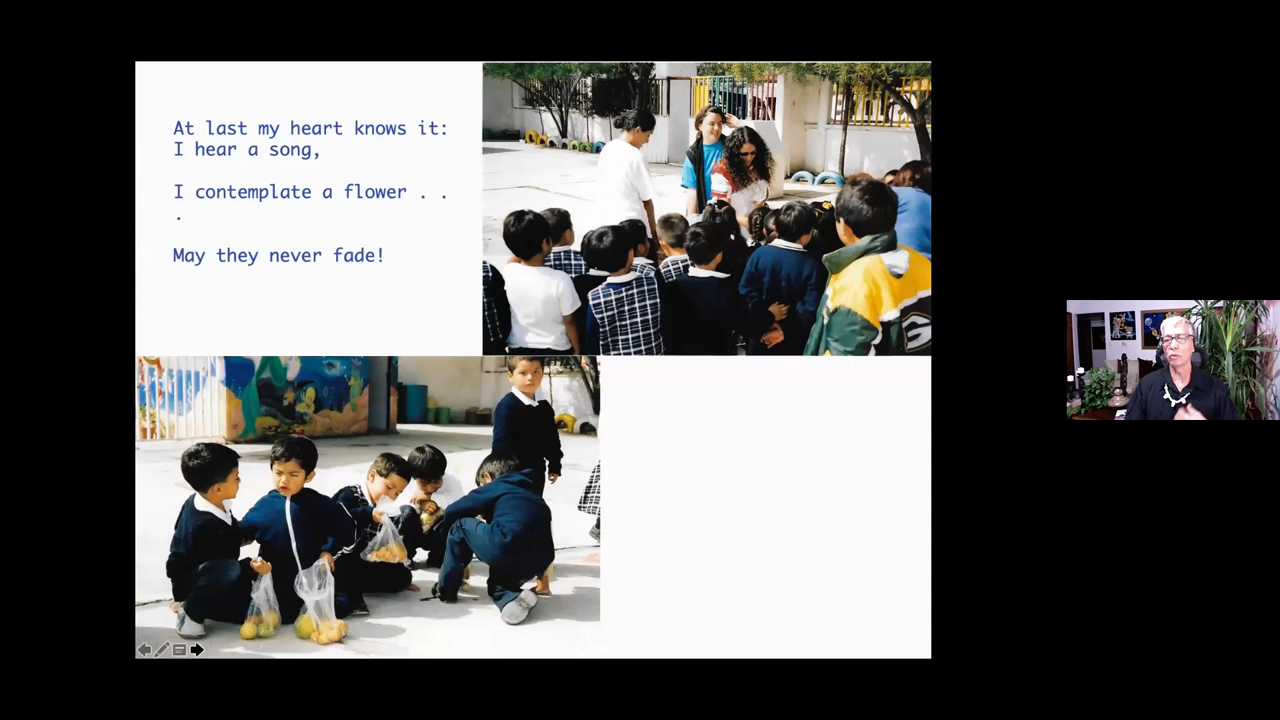 At last my heart knows it:
I hear a song,
I contemplate a flower . .
.
May they never fade!
G